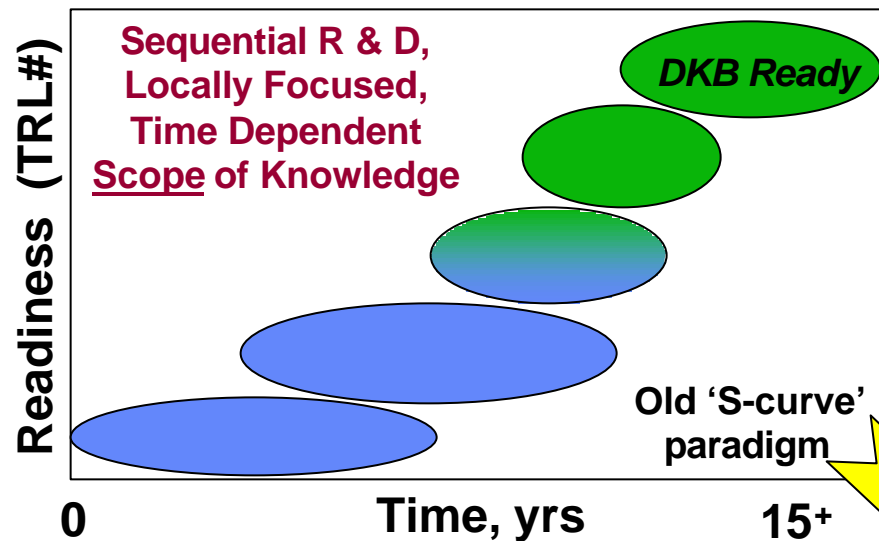 Sequential R & D,
Locally Focused,
Time Dependent
Scope of Knowledge
DKB Ready
Readiness (TRL#)
Old ‘S-curve’
paradigm
0
Time, yrs
15+